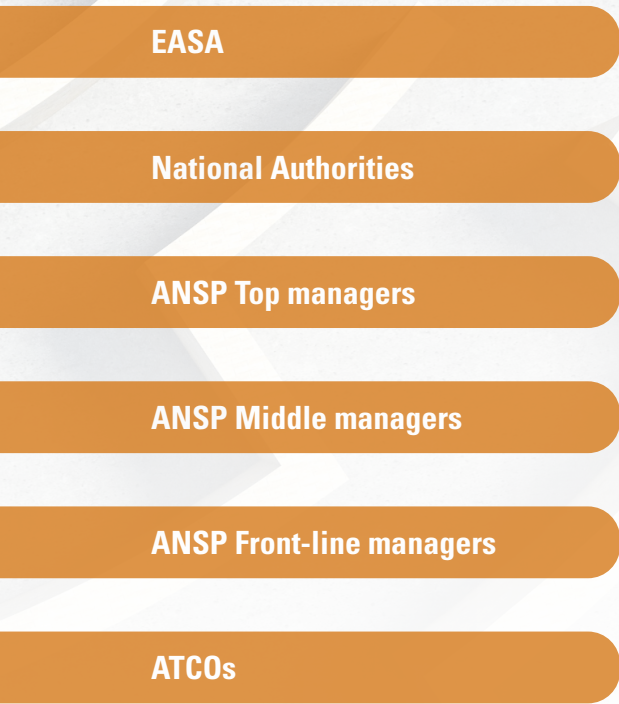 EASA
National Authorities
ANSP Top managers
ANSP Middle managers
ANSP Front-line managers
ATCOs